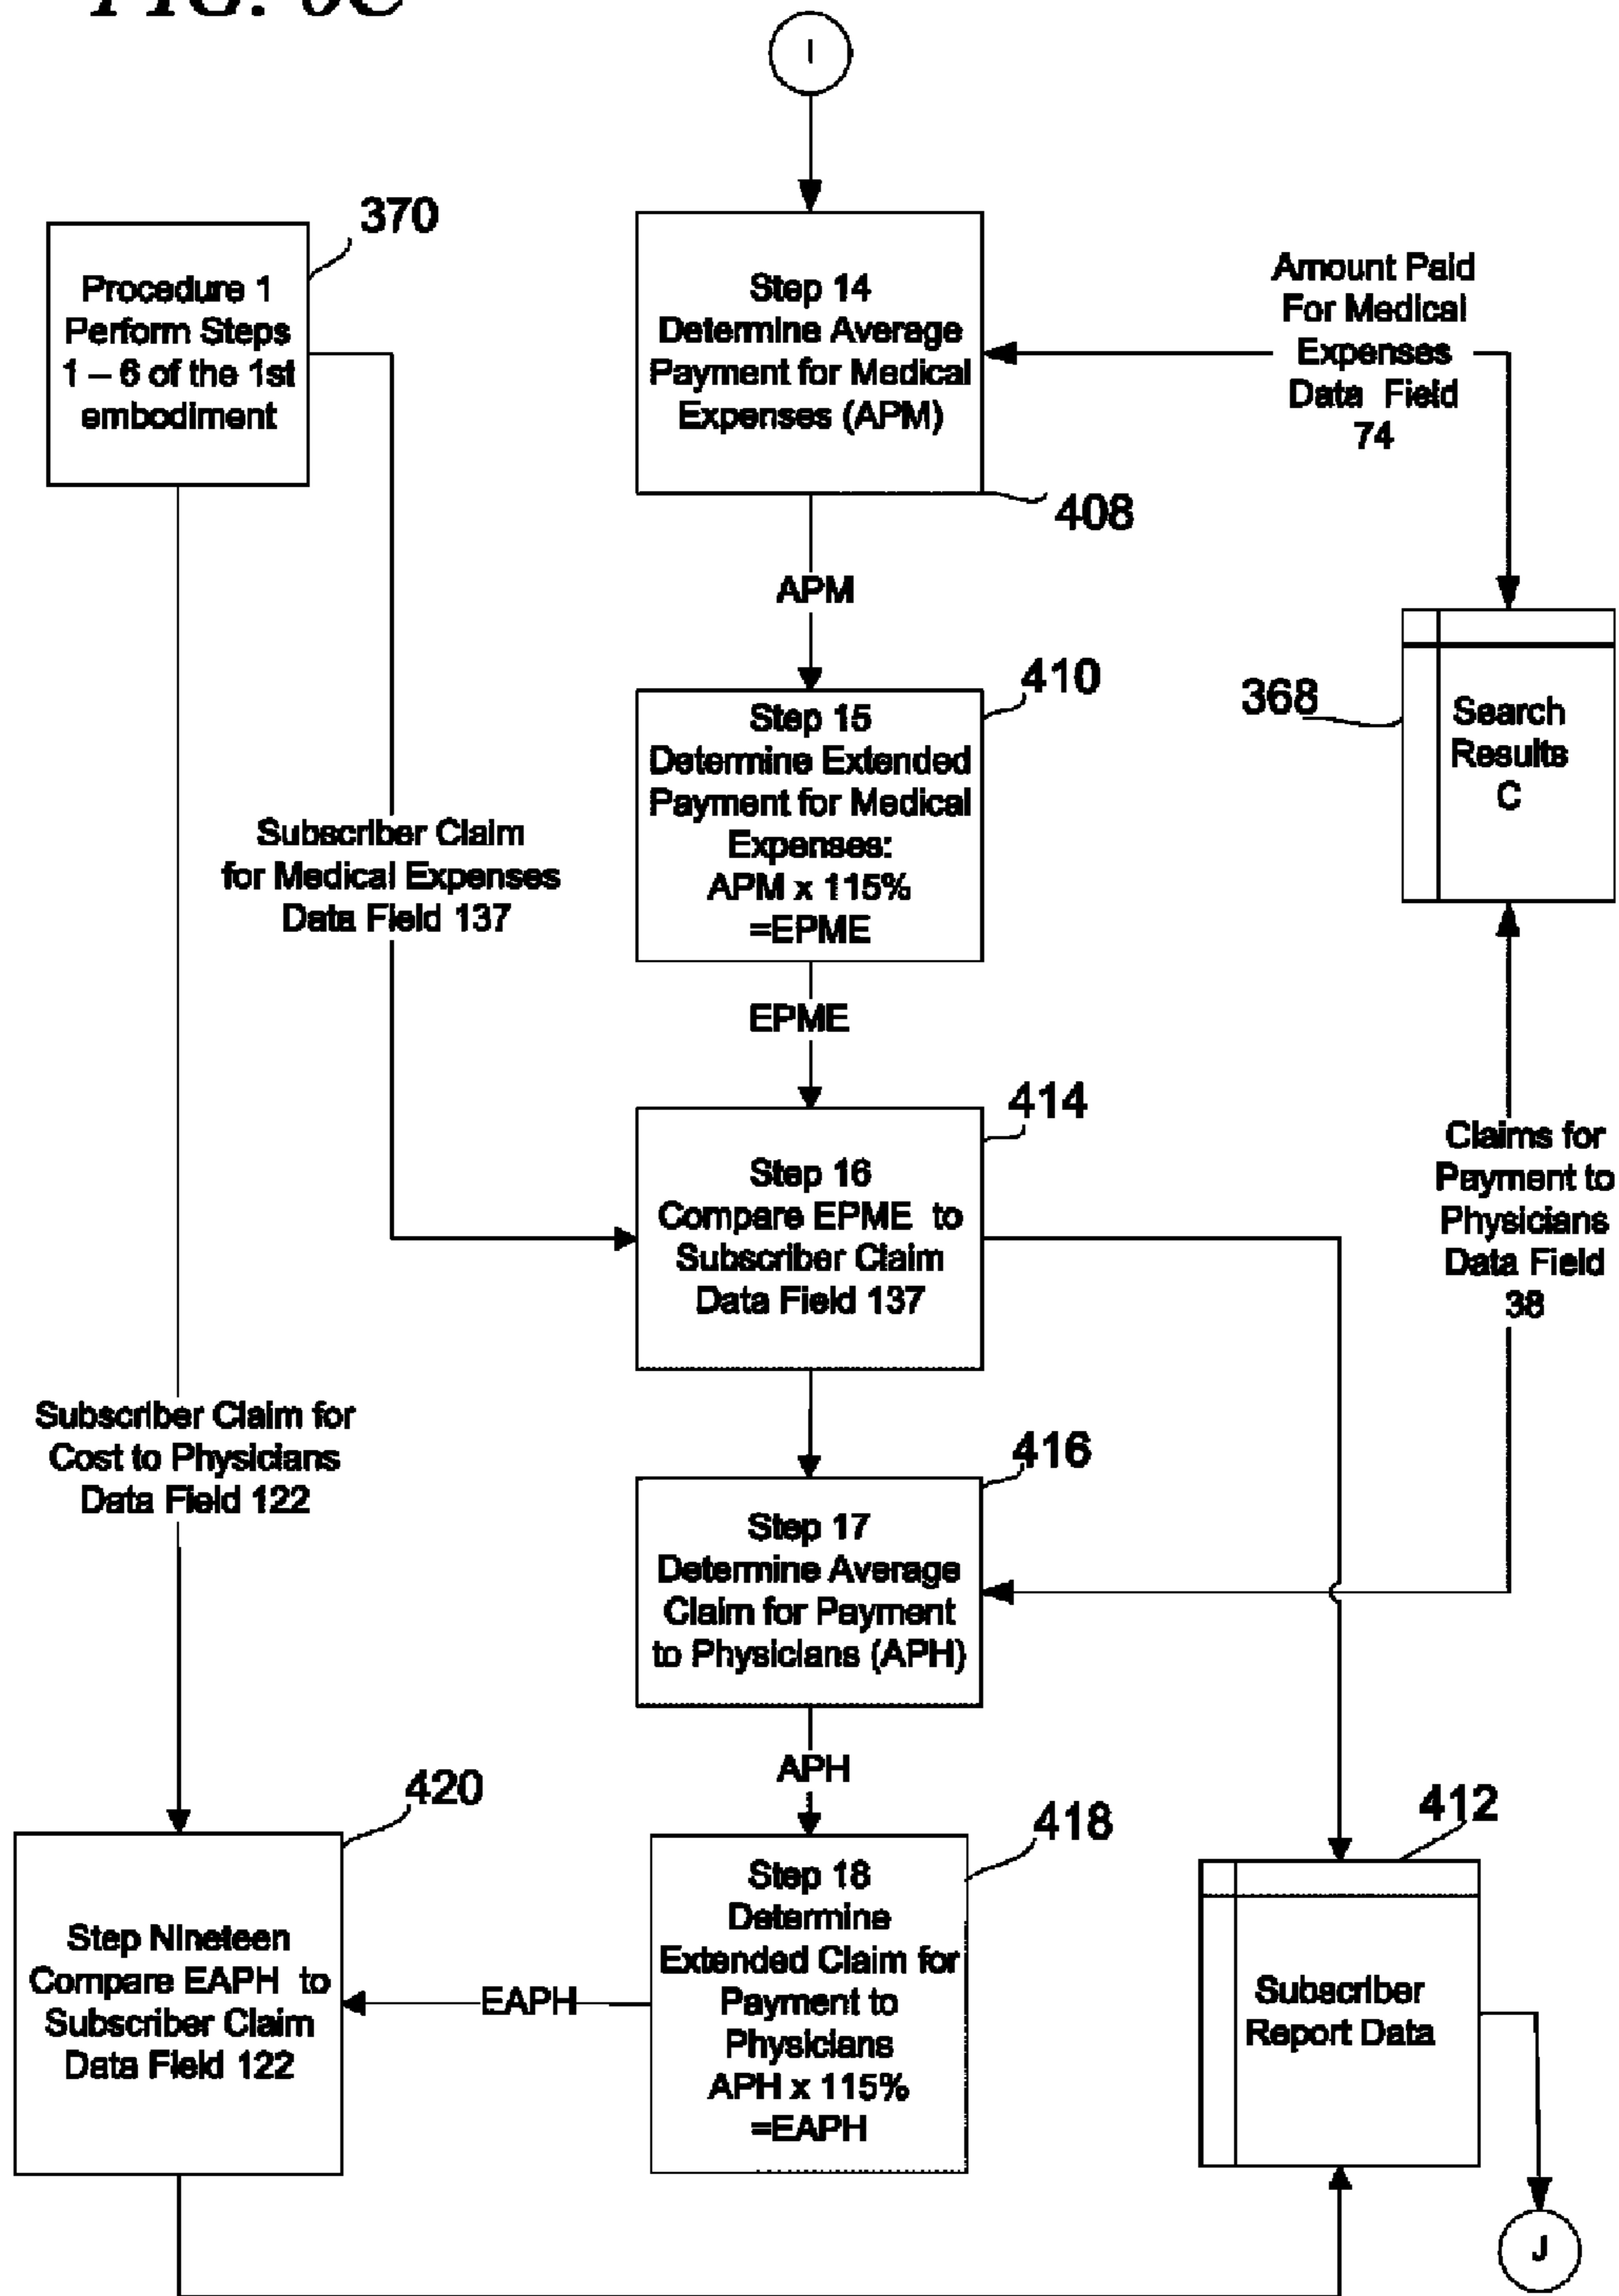 I
370
Procedure 1
Perform Steps
1 – 6 of the 1st
embodiment
Step 14
Determine Average
Payment for Medical
Expenses (APM)
408
Amount Paid
For Medical
Expenses
Data Field
74
APM
410
Step 15
Determine Extended
Payment for Medical
Expenses:
APM x 115%
=EPME
368
Search
Results
C
Subscriber Claim
for Medical Expenses
Data Field 137
EPME
414
Step 16
Compare EPME to
Subscriber Claim
Data Field 137
Claims for
Payment to
Physicians
Data Field
38
Subscriber Claim for
Cost to Physicians
Data Field 122
416
Step 17
Determine Average
Claim for Payment
to Physicians (APH)
APH
420
Step Nineteen
Compare EAPH to
Subscriber Claim
Data Field 122
EAPH
418
Step 18
Determine
Extended Claim for
Payment to
Physicians
APH x 115%
=EAPH
412
Subscriber
Report Data
J